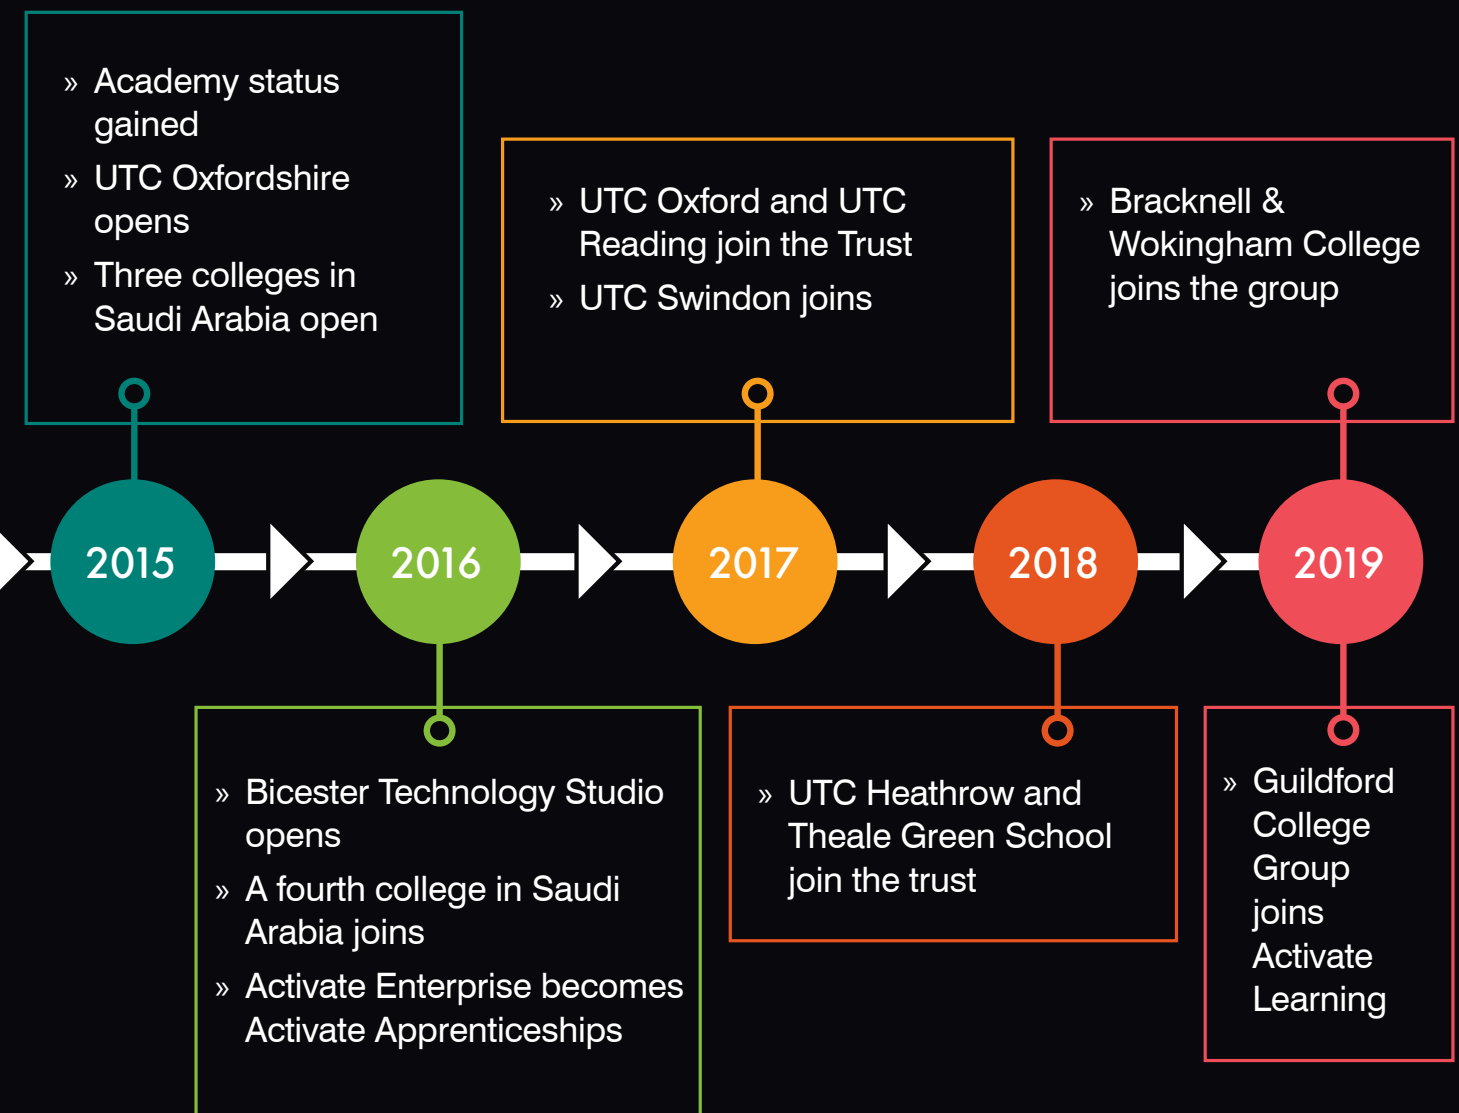 » Academy status
gained
» UTC Oxfordshire
opens
» Three colleges in
Saudi Arabia open
» UTC Oxford and UTC
Reading join the Trust
» UTC Swindon joins
» Bracknell &
Wokingham College
joins the group
2015
2016
2017
2018
2019
» Bicester Technology Studio
opens
» A fourth college in Saudi
Arabia joins
» Activate Enterprise becomes
Activate Apprenticeships
» UTC Heathrow and
Theale Green School
join the trust
» Guildford
College
Group
joins
Activate
Learning